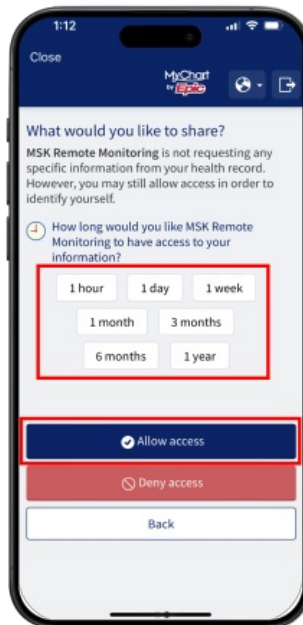 1:12
Close
MyChart
by Epic
What would you like to share?
MSK Remote Monitoring is not requesting any
specific information from your health record.
However, you may still allow access in order to
identify yourself.
How long would you like MSK Remote
Monitoring to have access to your
information?
1 hour 1 day 1 week
1 month 3 months
6 months 1 year
Allow access
Deny access
Back